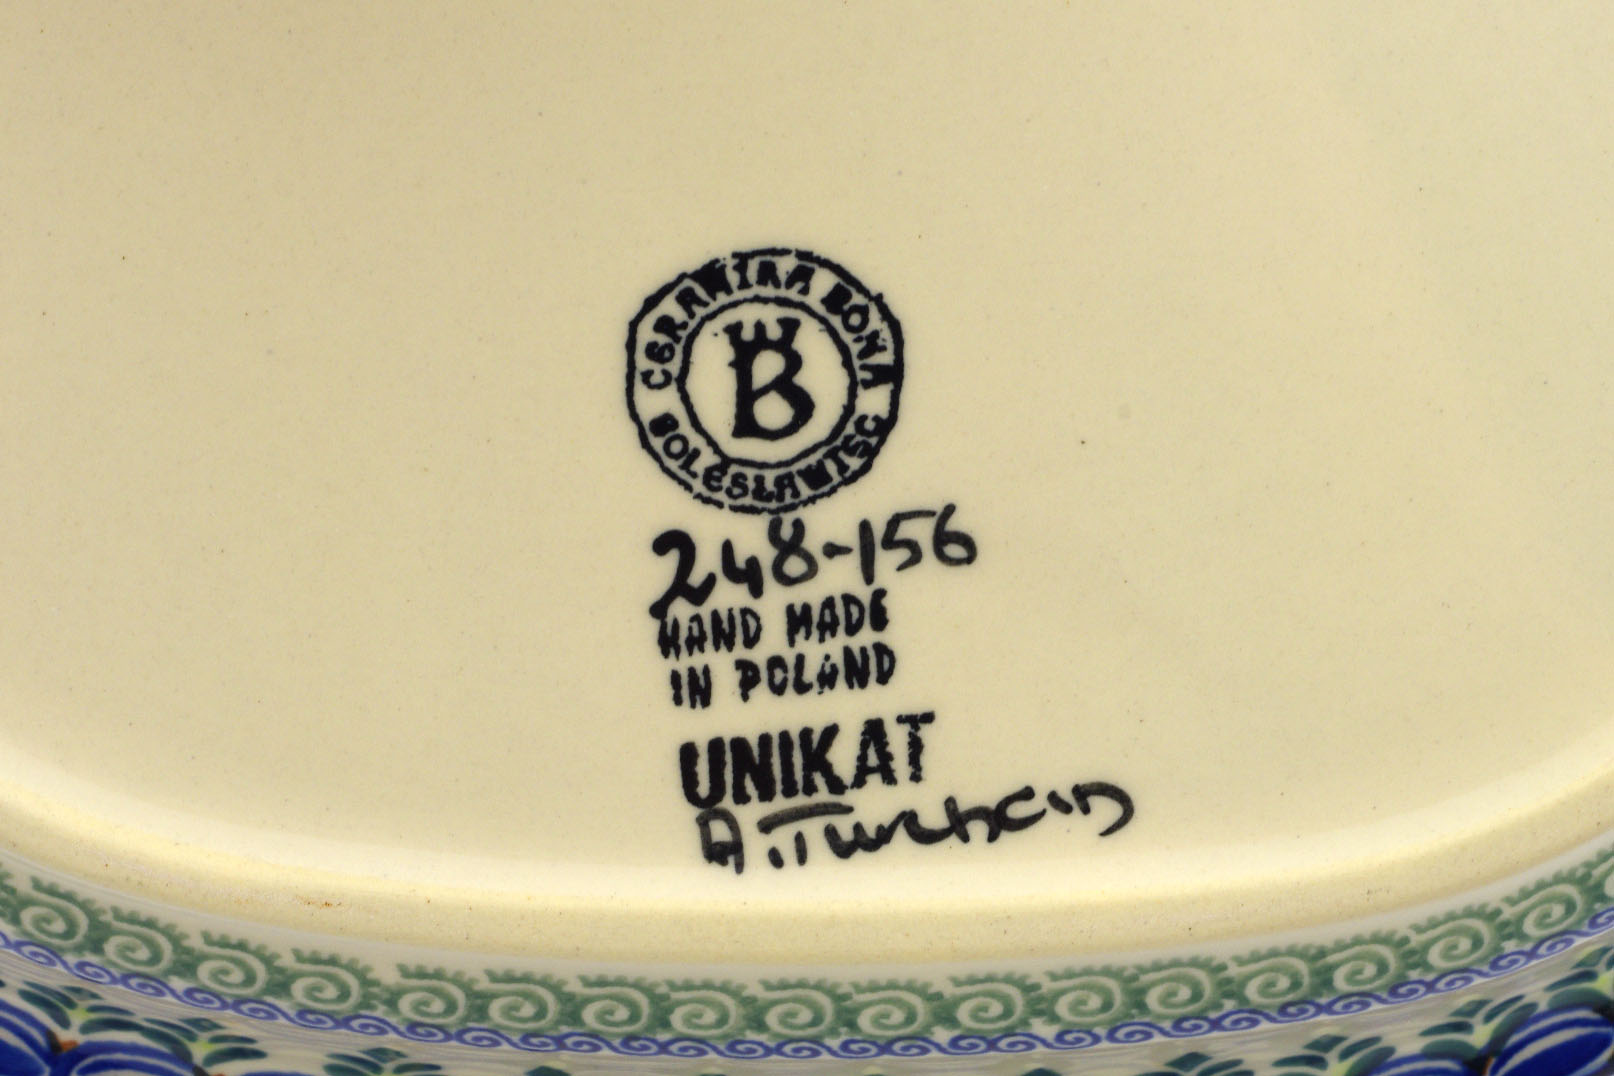 CERAMIKA BONA
B
BOLESŁAWIEC
248-156
HAND MADE
IN POLAND
UNIKAT
A.